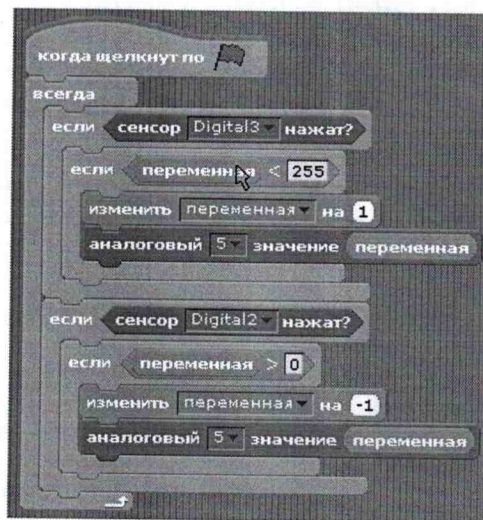 когда щелкнут по
всегда
если сенсор Digital3 нажат?
если переменная < 255
изменить переменная на 1
аналоговый 5 значение переменная
если сенсор Digital2 нажат?
если переменная > 0
изменить переменная на -1
аналоговый 5 значение переменная